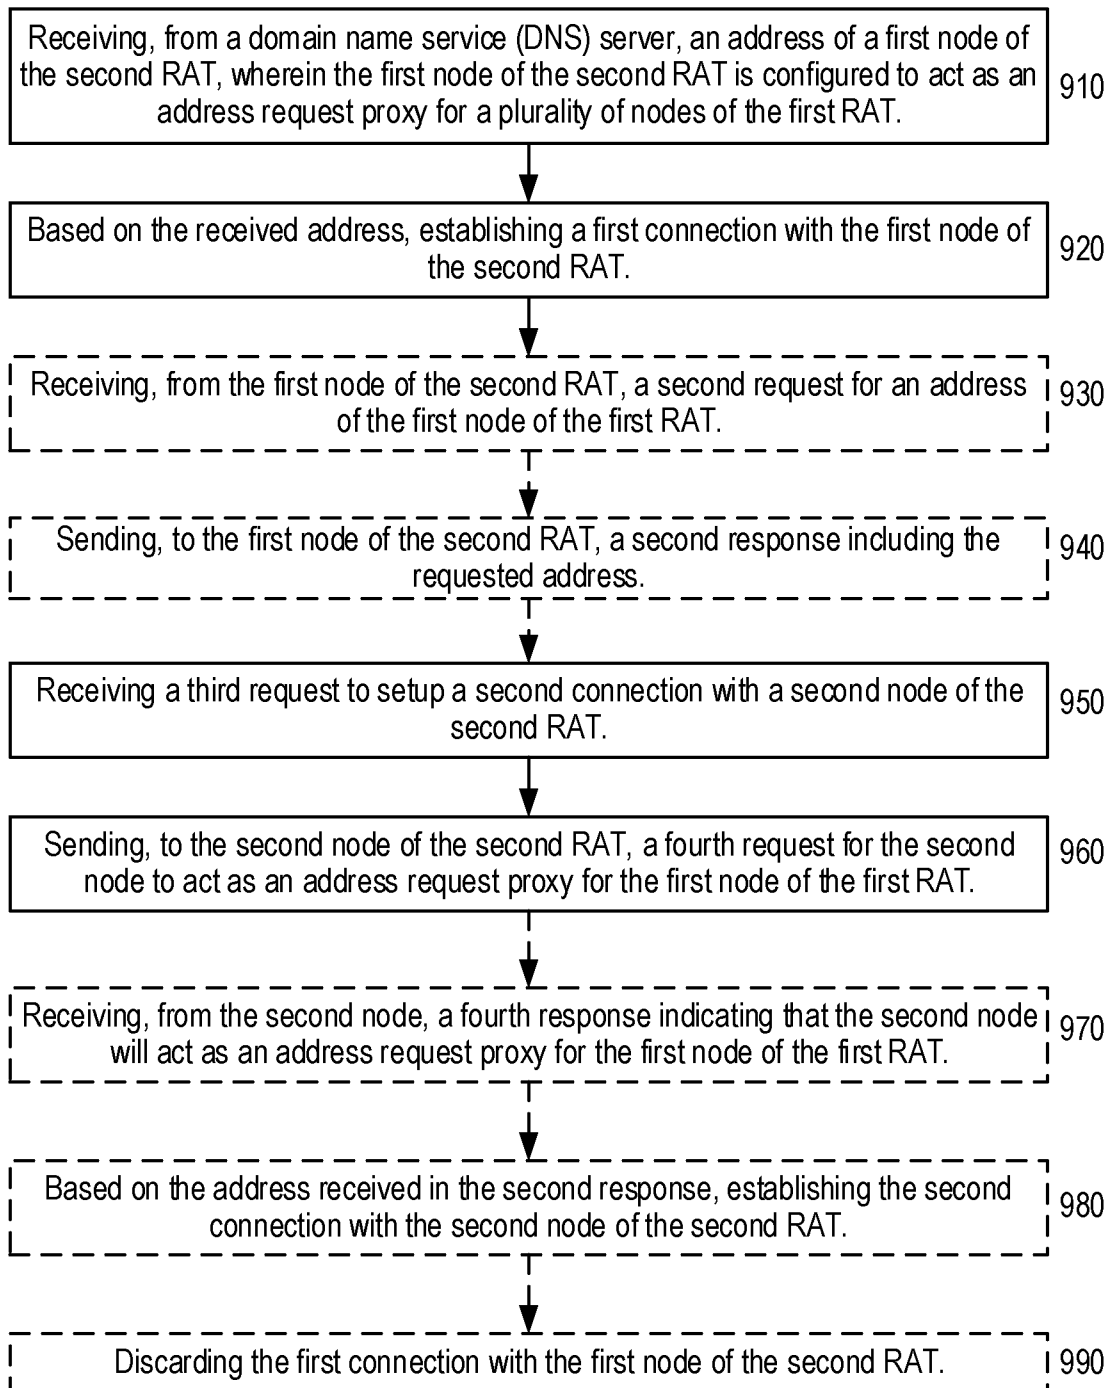 Receiving, from a domain name service (DNS) server, an address of a first node of
the second RAT, wherein the first node of the second RAT is configured to act as an
address request proxy for a plurality of nodes of the first RAT.
910
Based on the received address, establishing a first connection with the first node of
the second RAT.
920
Receiving, from the first node of the second RAT, a second request for an address
of the first node of the first RAT.
930
Sending, to the first node of the second RAT, a second response including the
requested address.
940
Receiving a third request to setup a second connection with a second node of the
second RAT.
950
Sending, to the second node of the second RAT, a fourth request for the second
node to act as an address request proxy for the first node of the first RAT.
960
Receiving, from the second node, a fourth response indicating that the second node
will act as an address request proxy for the first node of the first RAT.
970
Based on the address received in the second response, establishing the second
connection with the second node of the second RAT.
980
Discarding the first connection with the first node of the second RAT.
990